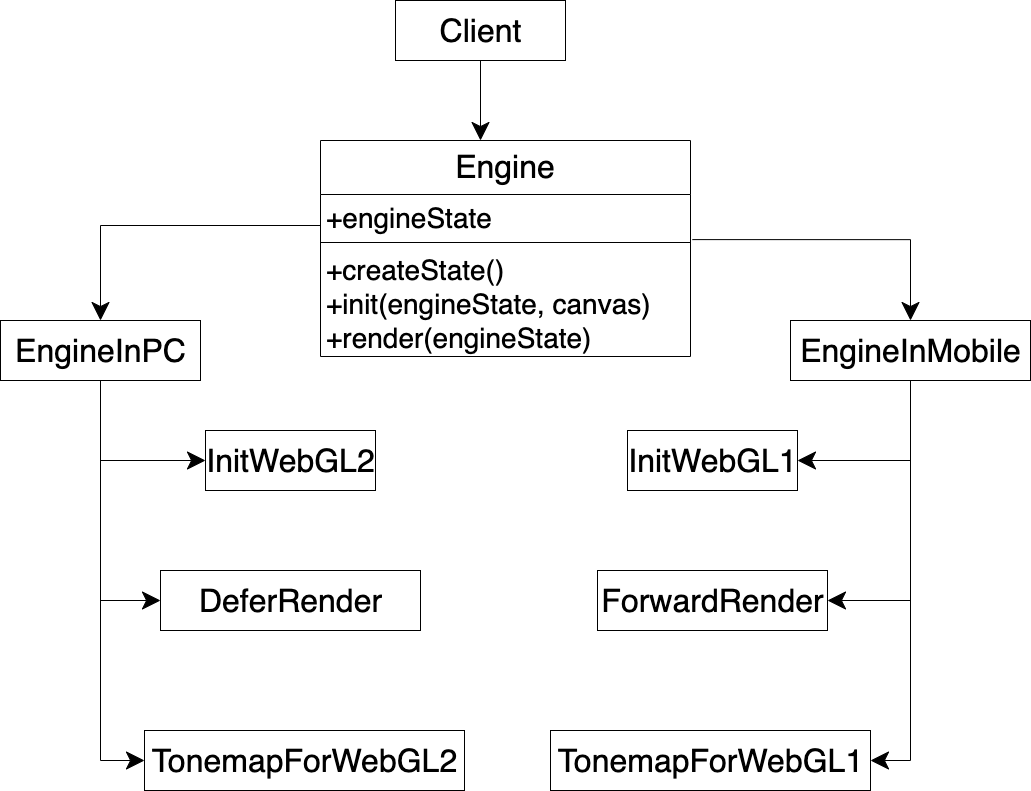 Client
Engine
+engineState
+createState()
+init(engineState, canvas)
+render(engineState)
EngineInPC
EngineInMobile
InitWebGL2
InitWebGL1
DeferRender
ForwardRender
TonemapForWebGL2
TonemapForWebGL1